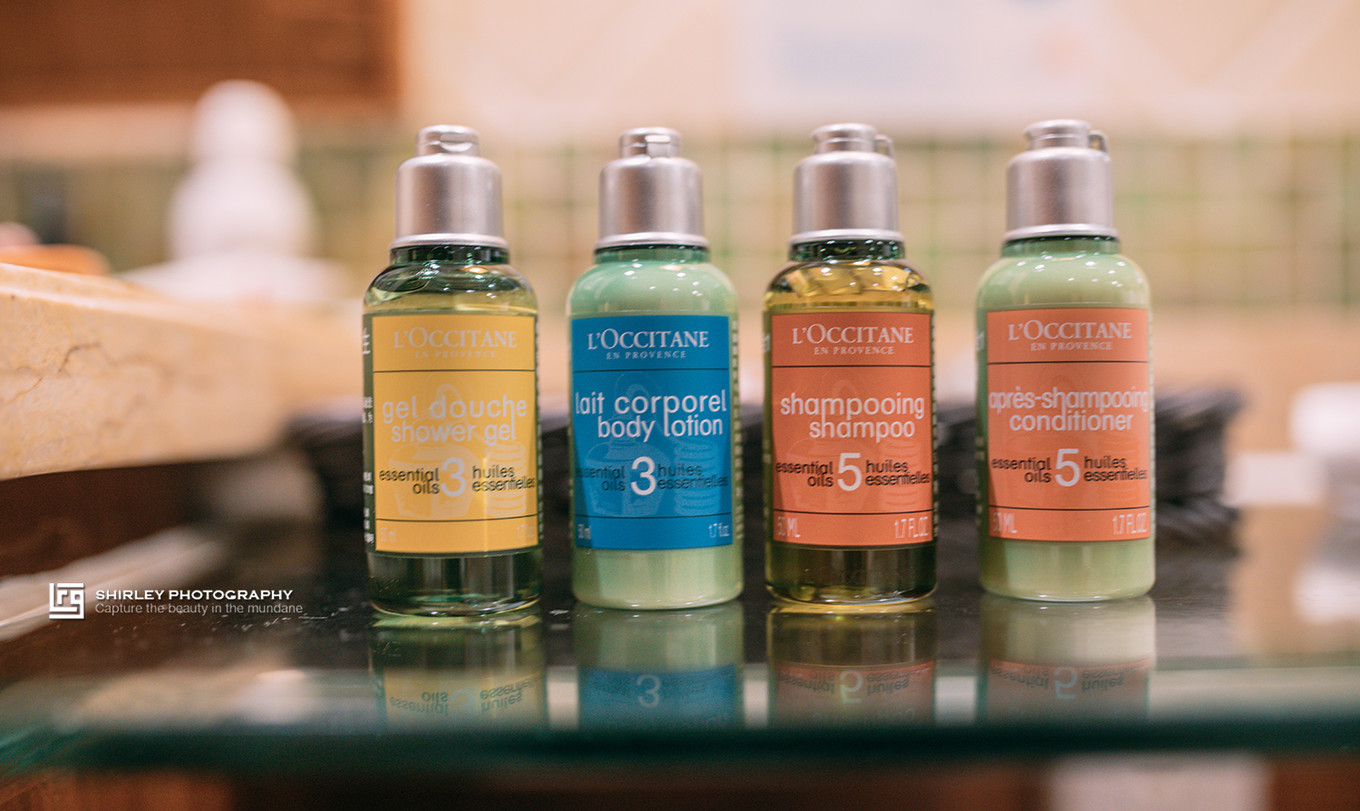 L'OCCITANE
EN PROVENCE
gel douche
shower gel
essential 3 huiles
oils essentielles
L'OCCITANE
EN PROVENCE
lait corporel
body lotion
essential 3 huiles
oils essentielles
1.7 fl.oz.
L'OCCITANE
EN PROVENCE
shampooing
shampoo
essential 5 huiles
oils essentielles
ML 1.7 FL.OZ.
L'OCCITANE
EN PROVENCE
après-shampooing
conditioner
essential 5 huiles
oils essentielles
ML 1.7 FL.OZ.
SHIRLEY PHOTOGRAPHY
Capture the beauty in the mundane